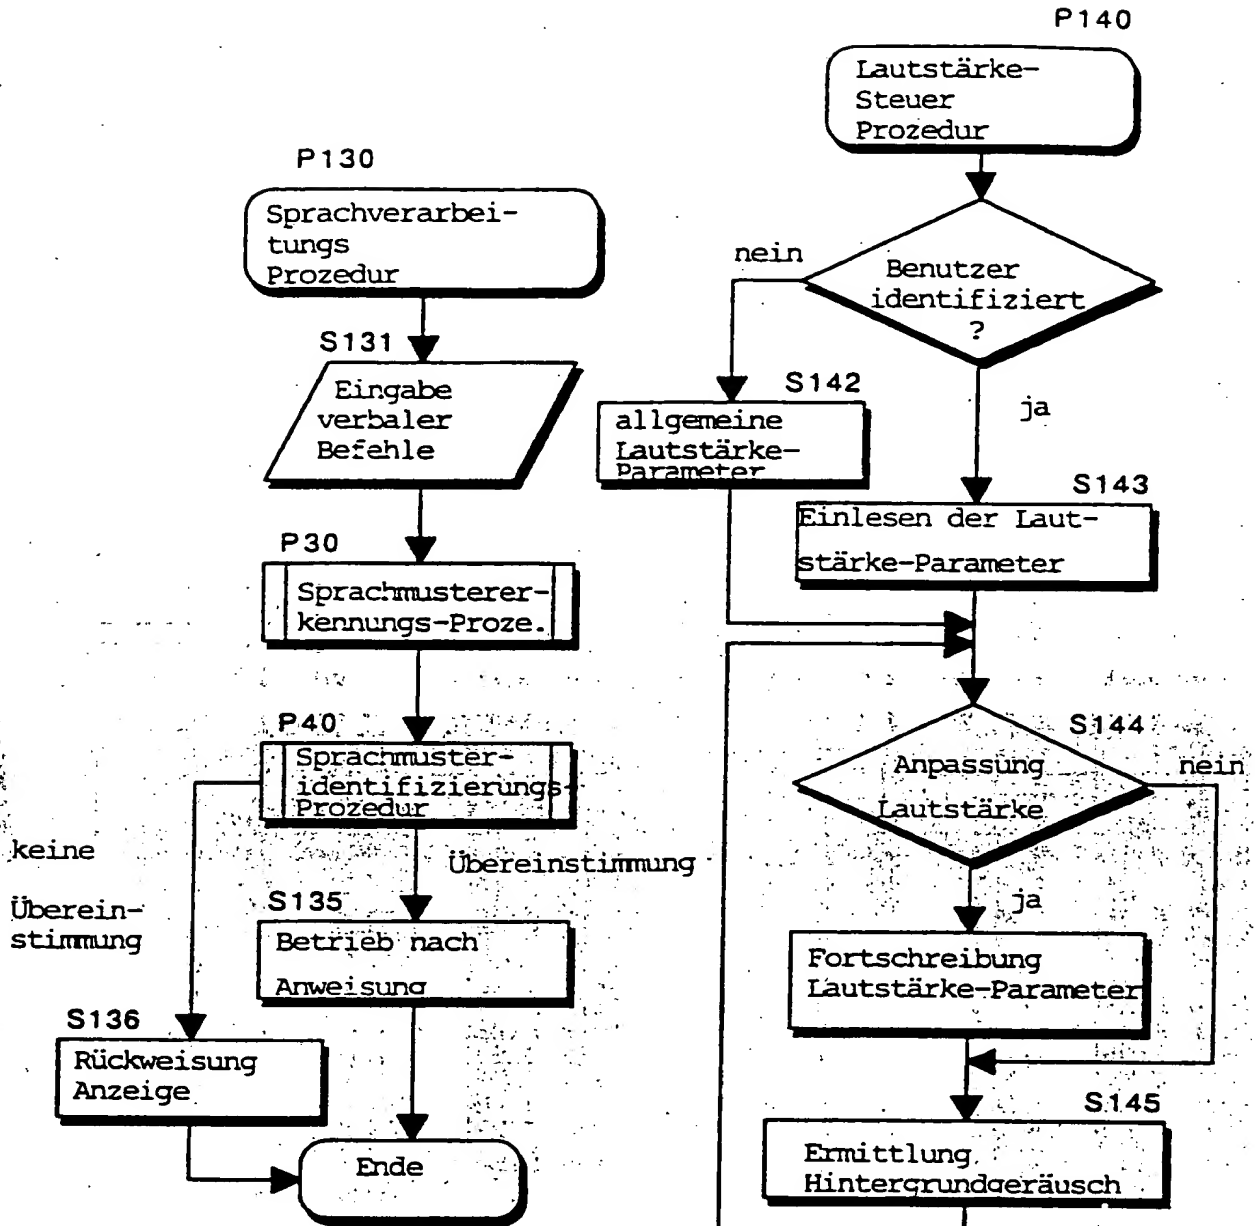 P130
Sprachverarbei-
tungs
Prozedur
S131
Eingabe
verbaler
Befehle
P30
Sprachmusterer-
kennungs-Proze.
P40
Sprachmuster-
identifizierungs-
Prozedur
keine
Überein-
stimmung
Übereinstimmung
S135
Betrieb nach
Anweisung
S136
Rückweisung
Anzeige
Ende
P140
Lautstärke-
Steuer
Prozedur
Benutzer
identifiziert
?
nein
ja
S142
allgemeine
Lautstärke-
Parameter
S143
Einlesen der Laut-
stärke-Parameter
S144
Anpassung
Lautstärke
nein
ja
Fortschreibung
Lautstärke-Parameter
S145
Ermittlung
Hintergrundgeräusch